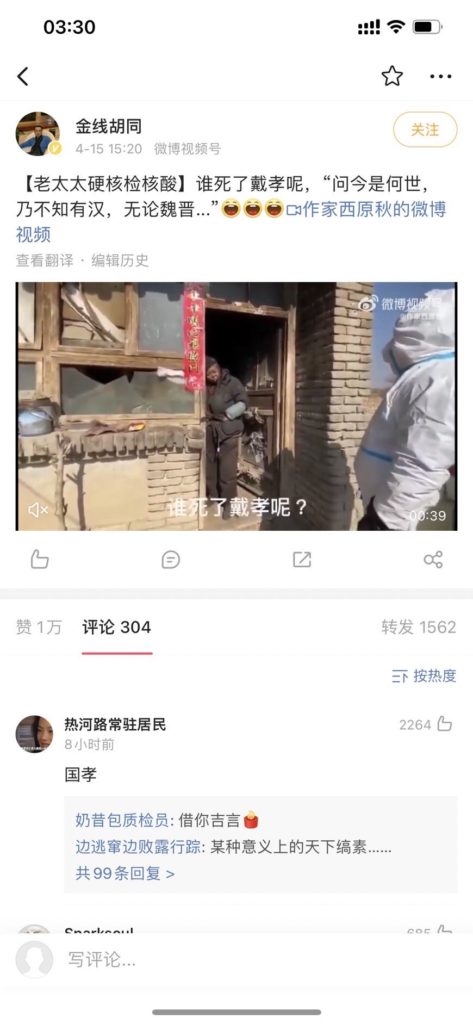 03:30
金线胡同
4-15 15:20 微博视频号
关注
【老太太硬核检核酸】谁死了戴孝呢，“问今是何世，
乃不知有汉，无论魏晋...”😂😂😂作家西原秋的微博
视频
查看翻译 · 编辑历史
微博视频号
谁死了戴孝呢？
00:39
赞 1万 评论 304 转发 1562
按热度
热河路常驻居民
2264
8小时前
国孝
奶昔包质检员: 借你吉言
边逃窜边败露行踪: 某种意义上的天下缟素......
共99条回复 >
Sparksoul
685
写评论...